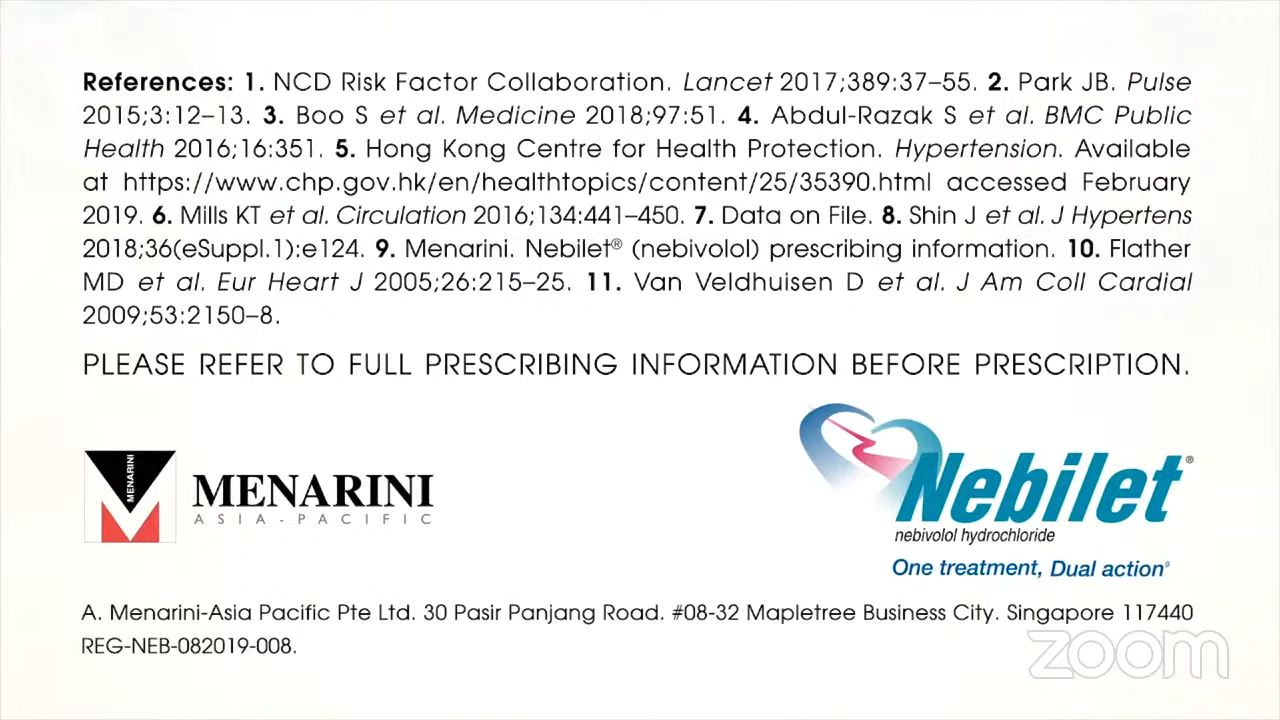 References: 1. NCD Risk Factor Collaboration. Lancet 2017;389:37–55. 2. Park JB. Pulse
2015;3:12–13. 3. Boo S et al. Medicine 2018;97:51. 4. Abdul-Razak S et al. BMC Public
Health 2016;16:351. 5. Hong Kong Centre for Health Protection. Hypertension. Available
at https://www.chp.gov.hk/en/healthtopics/content/25/35390.html accessed February
2019. 6. Mills KT et al. Circulation 2016;134:441–450. 7. Data on File. 8. Shin J et al. J Hypertens
2018;36(eSuppl.1):e124. 9. Menarini. Nebilet® (nebivolol) prescribing information. 10. Flather
MD et al. Eur Heart J 2005;26:215–25. 11. Van Veldhuisen D et al. J Am Coll Cardial
2009;53:2150–8.
PLEASE REFER TO FULL PRESCRIBING INFORMATION BEFORE PRESCRIPTION.
MENARINI
MENARINI
ASIA-PACIFIC
Nebilet®
nebivolol hydrochloride
One treatment, Dual action⁹
A. Menarini-Asia Pacific Pte Ltd. 30 Pasir Panjang Road. #08-32 Mapletree Business City. Singapore 117440
REG-NEB-082019-008.
zoom